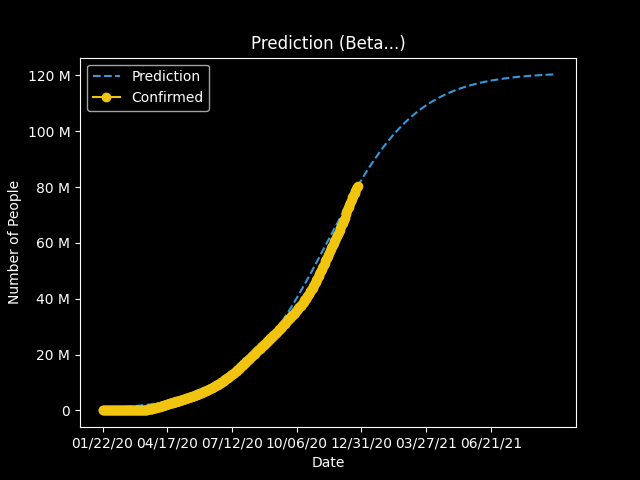 Prediction (Beta...)
Prediction
Confirmed
120 M
100 M
80 M
60 M
40 M
20 M
0
Number of People
01/22/20 04/17/20 07/12/20 10/06/20 12/31/20 03/27/21 06/21/21
Date